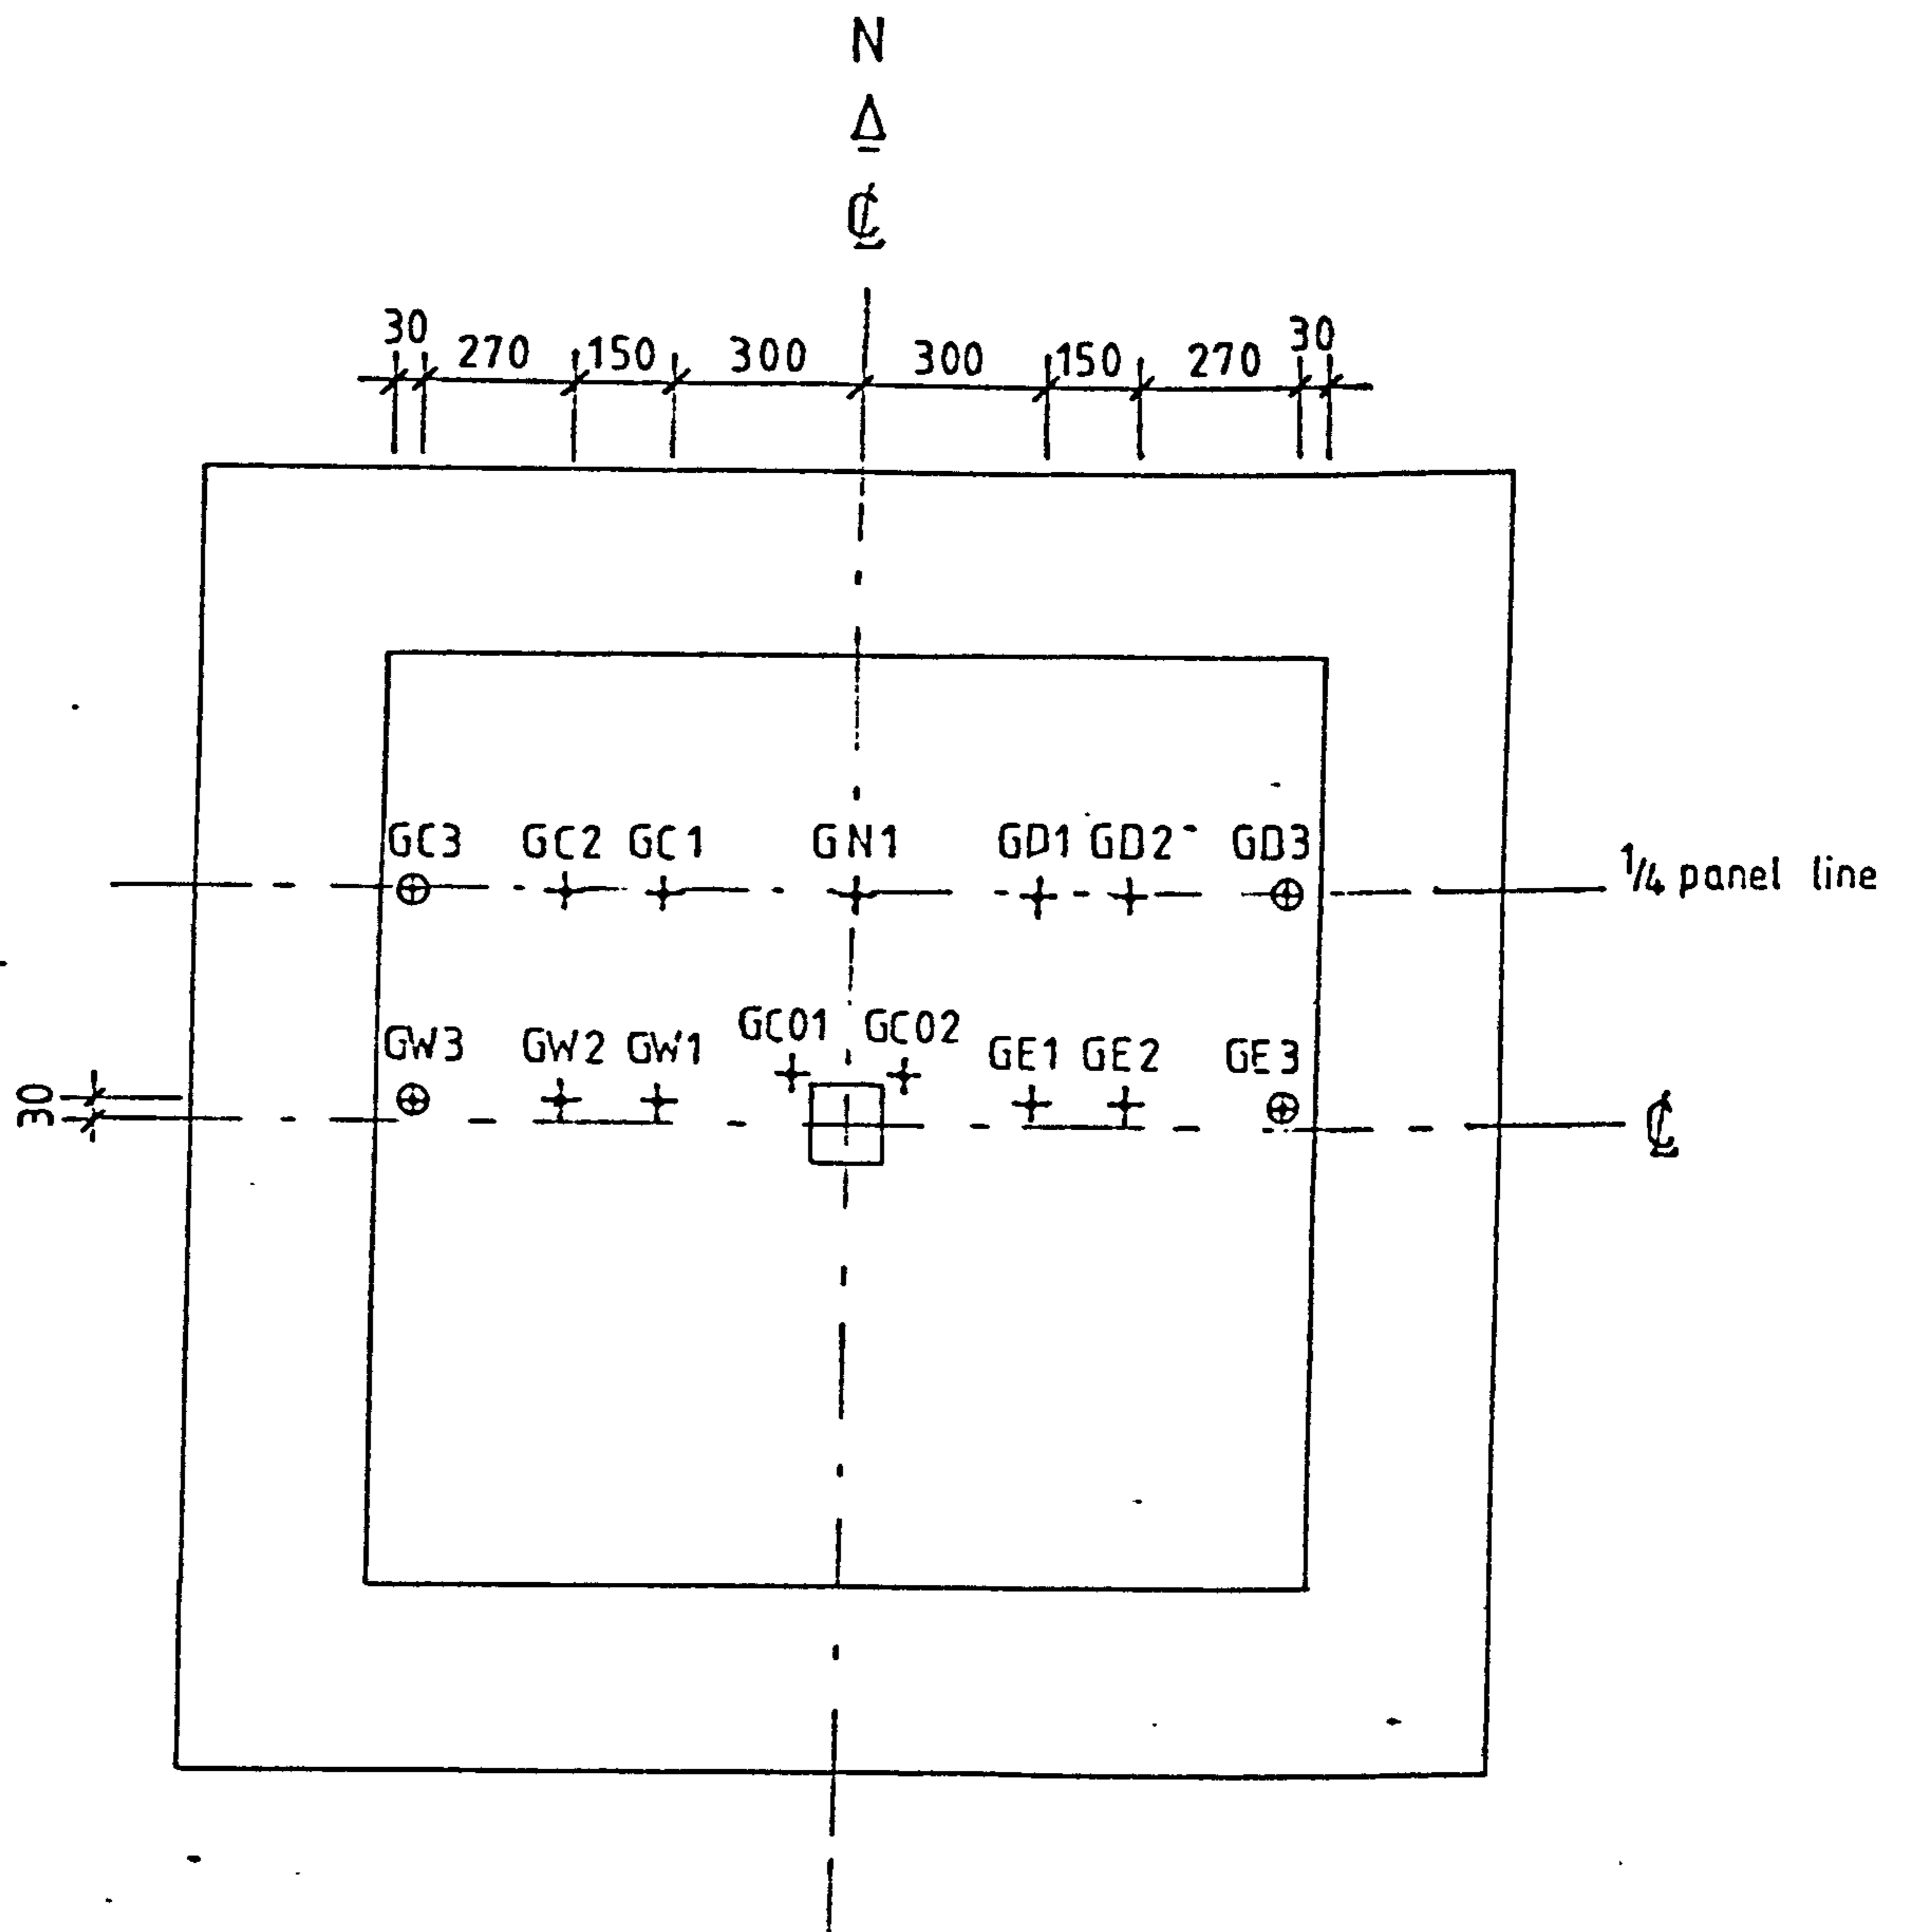 N
℄
30 270 150 300 300 150 270 30
GC3 GC2 GC1 GN1 GD1 GD2 GD3 1/4 panel line
GW3 GW2 GW1 GC01 GC02 GE1 GE2 GE3
30 ℄